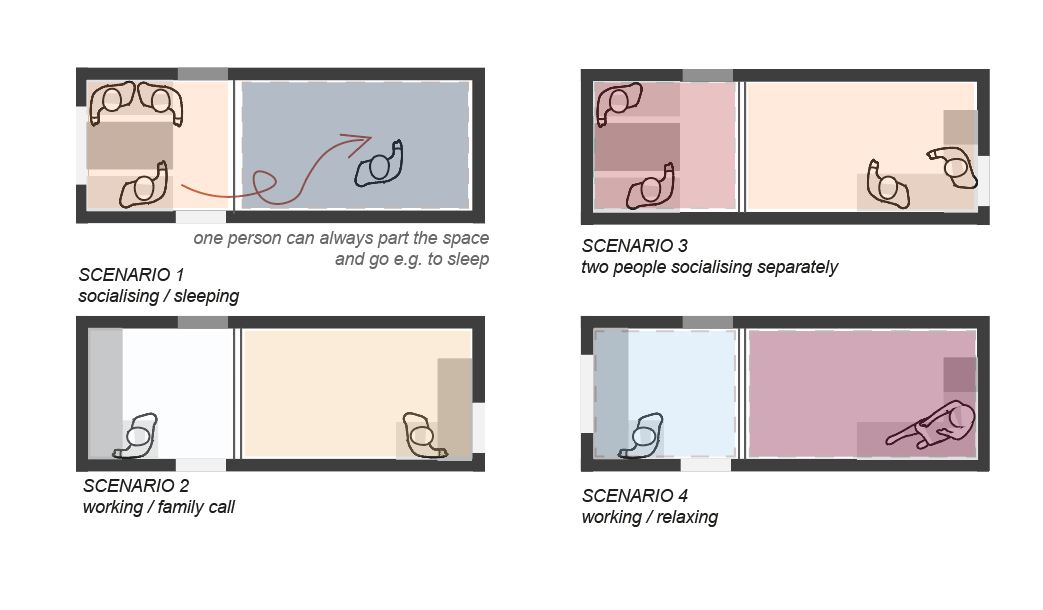 one person can always part the space
and go e.g. to sleep
SCENARIO 1
socialising / sleeping
SCENARIO 3
two people socialising separately
SCENARIO 2
working / family call
SCENARIO 4
working / relaxing